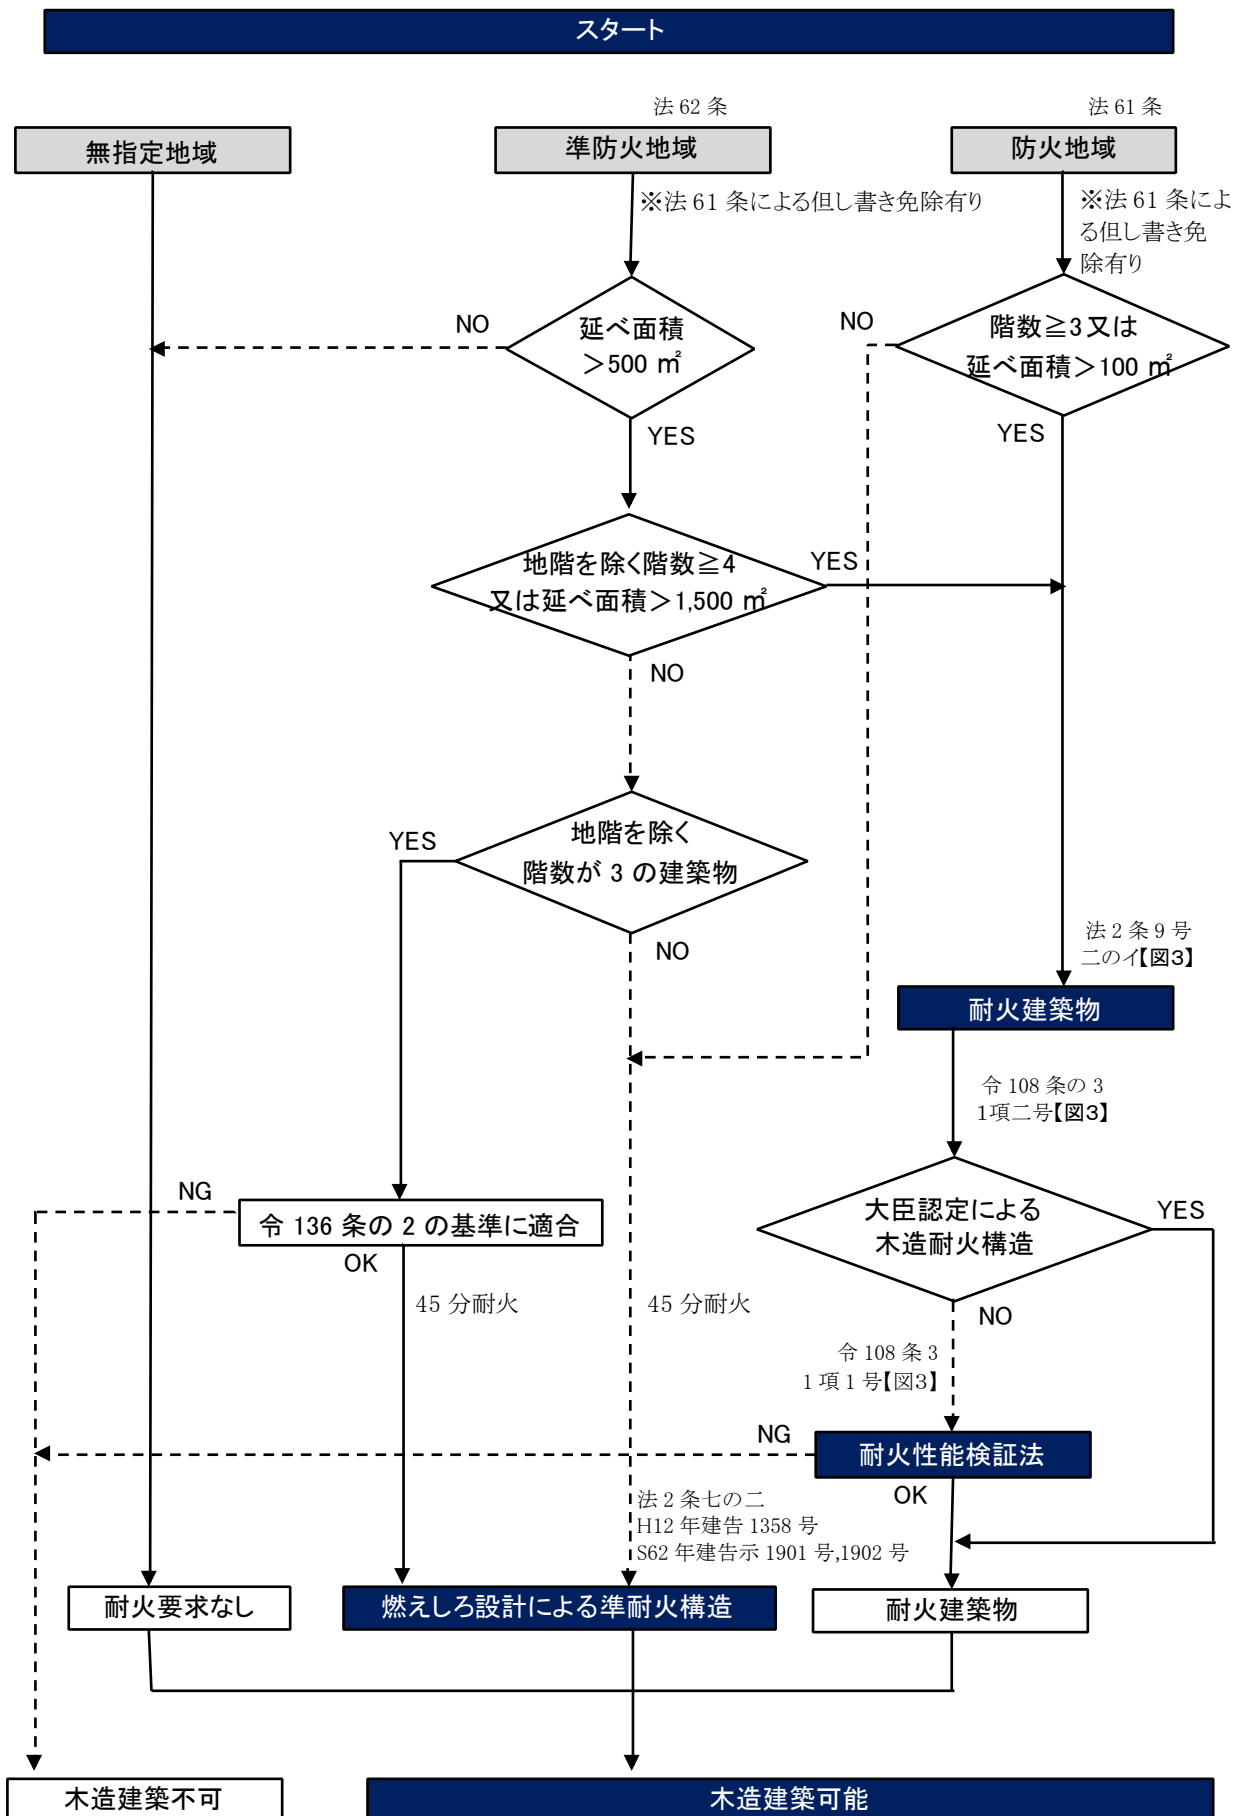 スタート
法 62 条
法 61 条
無指定地域
準防火地域
防火地域
※法 61 条による但し書き免除有り
※法 61 条によ
る但し書き免
除有り
NO
延べ面積
＞500 ㎡
NO
階数≧3 又は
延べ面積＞100 ㎡
YES
YES
地階を除く階数≧4
又は延べ面積＞1,500 ㎡
YES
NO
YES
地階を除く
階数が 3 の建築物
NO
法 2 条 9 号
二のイ【図3】
耐火建築物
令 108 条の 3
1項二号【図3】
NG
令 136 条の 2 の基準に適合
OK
大臣認定による
木造耐火構造
YES
45 分耐火
45 分耐火
NO
令 108 条 3
1 項 1 号【図3】
NG
耐火性能検証法
OK
法 2 条七の二
H12 年建告 1358 号
S62 年建告示 1901 号,1902 号
耐火要求なし
燃えしろ設計による準耐火構造
耐火建築物
木造建築不可
木造建築可能